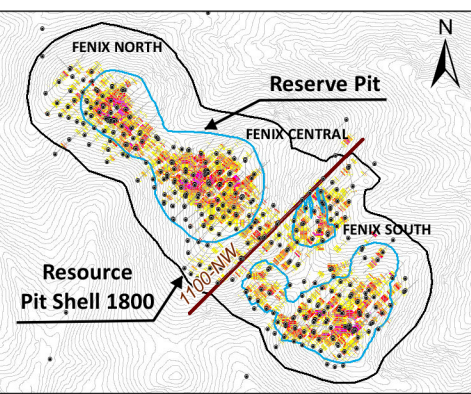 N
FENIX NORTH
Reserve Pit
FENIX CENTRAL
FENIX SOUTH
1100-NW
Resource
Pit Shell 1800